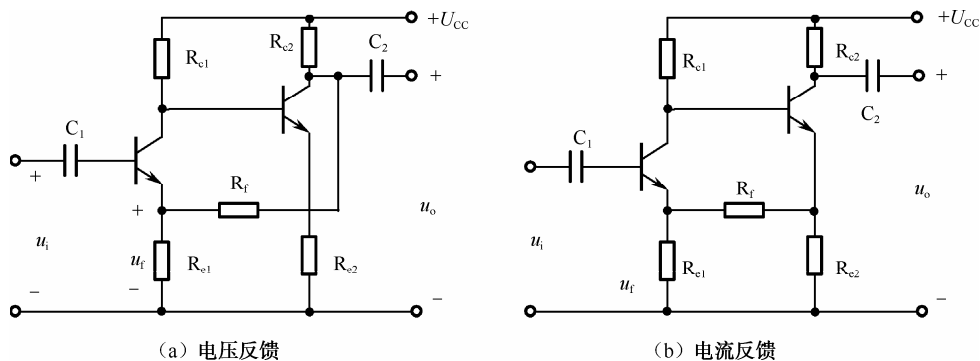 +U_CC
R_c1
R_c2
C_2
+
C_1
+
R_f
+
u_o
u_i
u_f
R_e1
R_e2
−
−
−
（a）电压反馈
+U_CC
R_c1
R_c2
+
C_2
C_1
+
R_f
u_o
u_i
R_e1
R_e2
u_f
−
−
（b）电流反馈